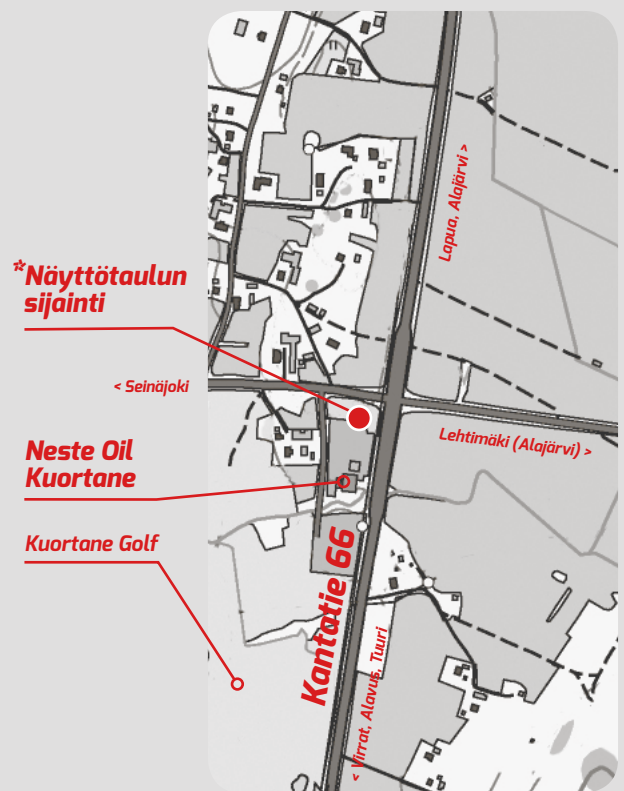 Lapua, Alajärvi >
*Näyttötaulun
sijainti
< Seinäjoki
Lehtimäki (Alajärvi) >
Neste Oil
Kuortane
Kuortane Golf
Kantatie 66
< Virrat, Alavus, Tuuri